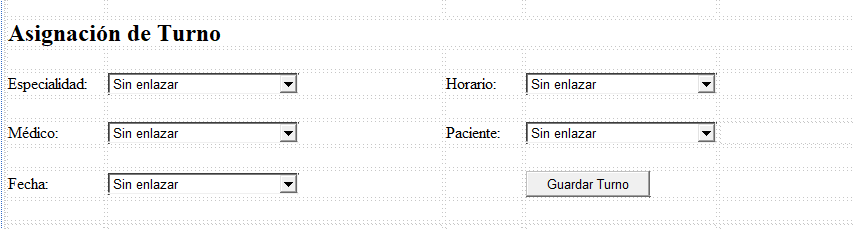 Asignación de Turno
Especialidad: Sin enlazar Horario: Sin enlazar
Médico: Sin enlazar Paciente: Sin enlazar
Fecha: Sin enlazar Guardar Turno